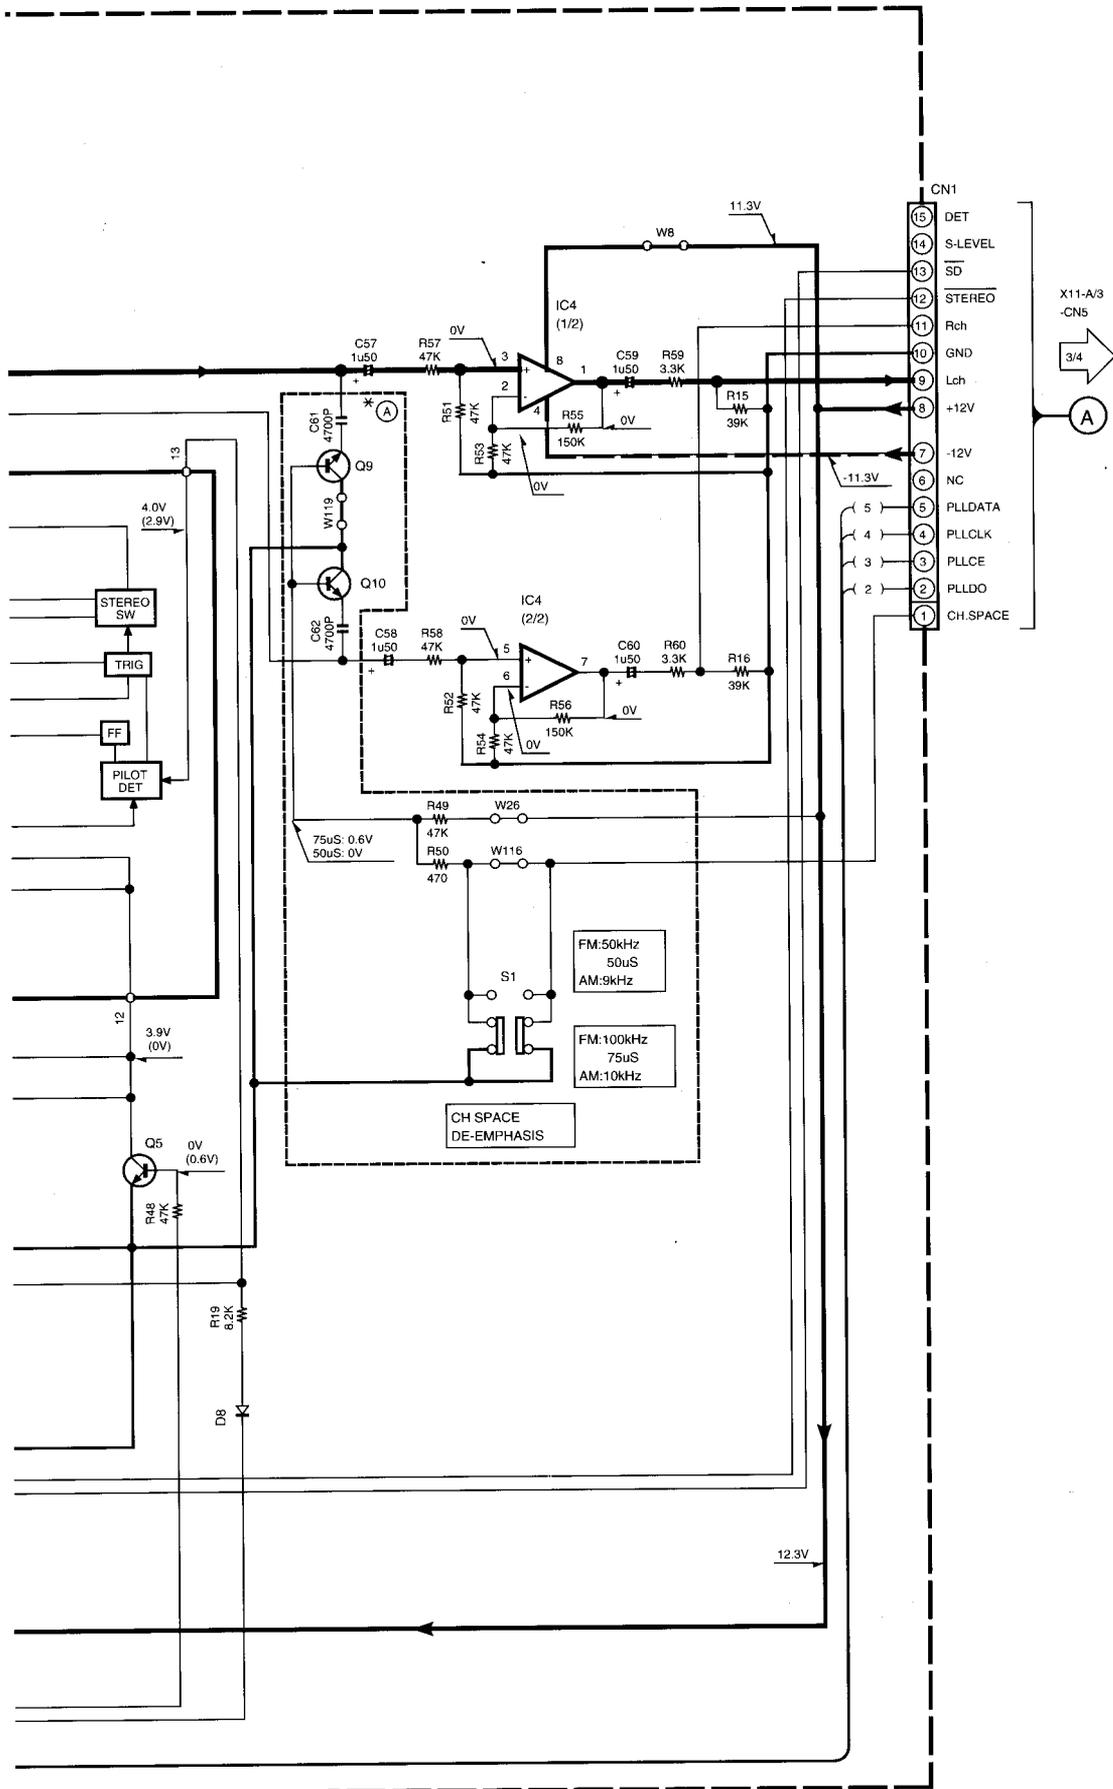 CN1
15 DET
14 S-LEVEL
13 SD
12 STEREO
11 Rch
10 GND
9 Lch
8 +12V
7 -12V
6 NC
( 5 ) 5 PLLDATA
( 4 ) 4 PLLCLK
( 3 ) 3 PLLCE
( 2 ) 2 PLLDO
1 CH.SPACE
X11-A/3
-CN5
3/4
A
11.3V
W8
IC4
(1/2)
0V
C57
1u50
R57
47K
3
+
2
-
8
4
1
C59
1u50
R59
3.3K
+
+
* A
R51
47K
R53
47K
R55
150K
0V
0V
R15
39K
-11.3V
C61
4700P
Q9
W119
Q10
C62
4700P
13
4.0V
(2.9V)
STEREO
SW
TRIG
FF
PILOT
DET
IC4
(2/2)
0V
C58
1u50
R58
47K
+
5
+
6
-
7
C60
1u50
R60
3.3K
+
R16
39K
R52
47K
R54
47K
R56
150K
0V
0V
75uS: 0.6V
50uS: 0V
R49
47K
W26
R50
470
W116
S1
FM:50kHz
50uS
AM:9kHz
FM:100kHz
75uS
AM:10kHz
CH SPACE
DE-EMPHASIS
12
3.9V
(0V)
Q5
0V
(0.6V)
R48
47K
R19
8.2K
D8
12.3V